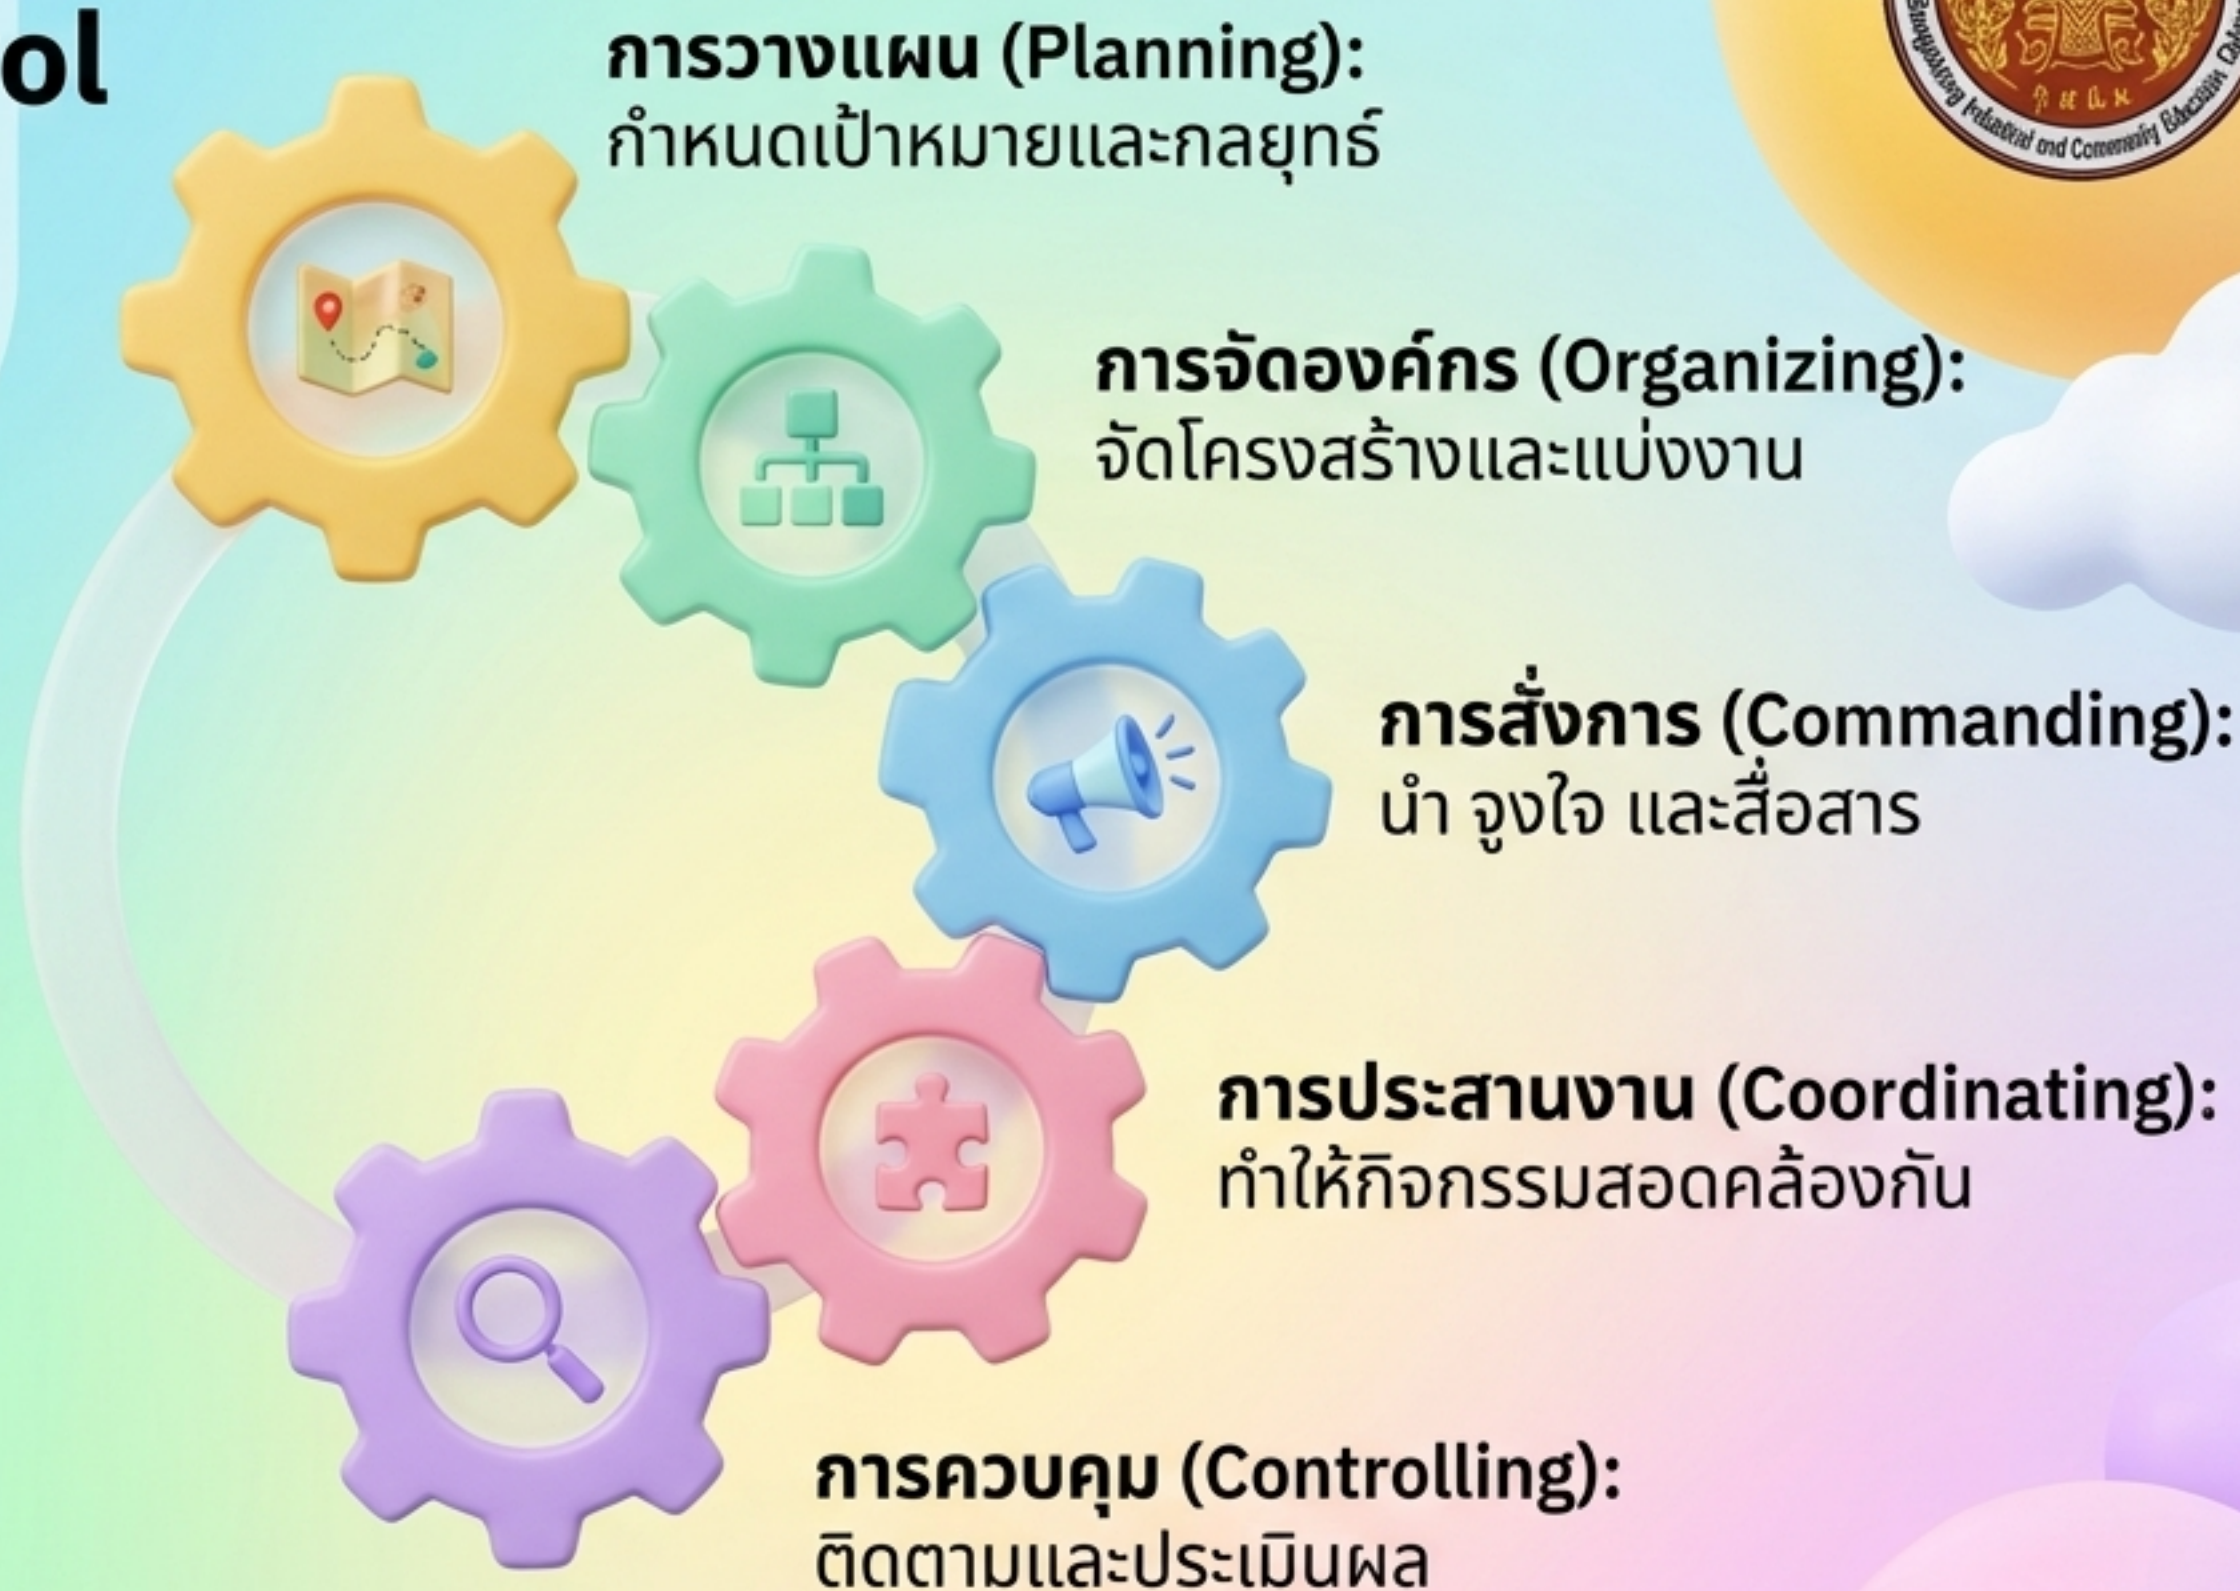 ol
การวางแผน (Planning):
กำหนดเป้าหมายและกลยุทธ์
การจัดองค์กร (Organizing):
จัดโครงสร้างและแบ่งงาน
การสั่งการ (Commanding):
นำ จูงใจ และสื่อสาร
การประสานงาน (Coordinating):
ทำให้กิจกรรมสอดคล้องกัน
การควบคุม (Controlling):
ติดตามและประเมินผล